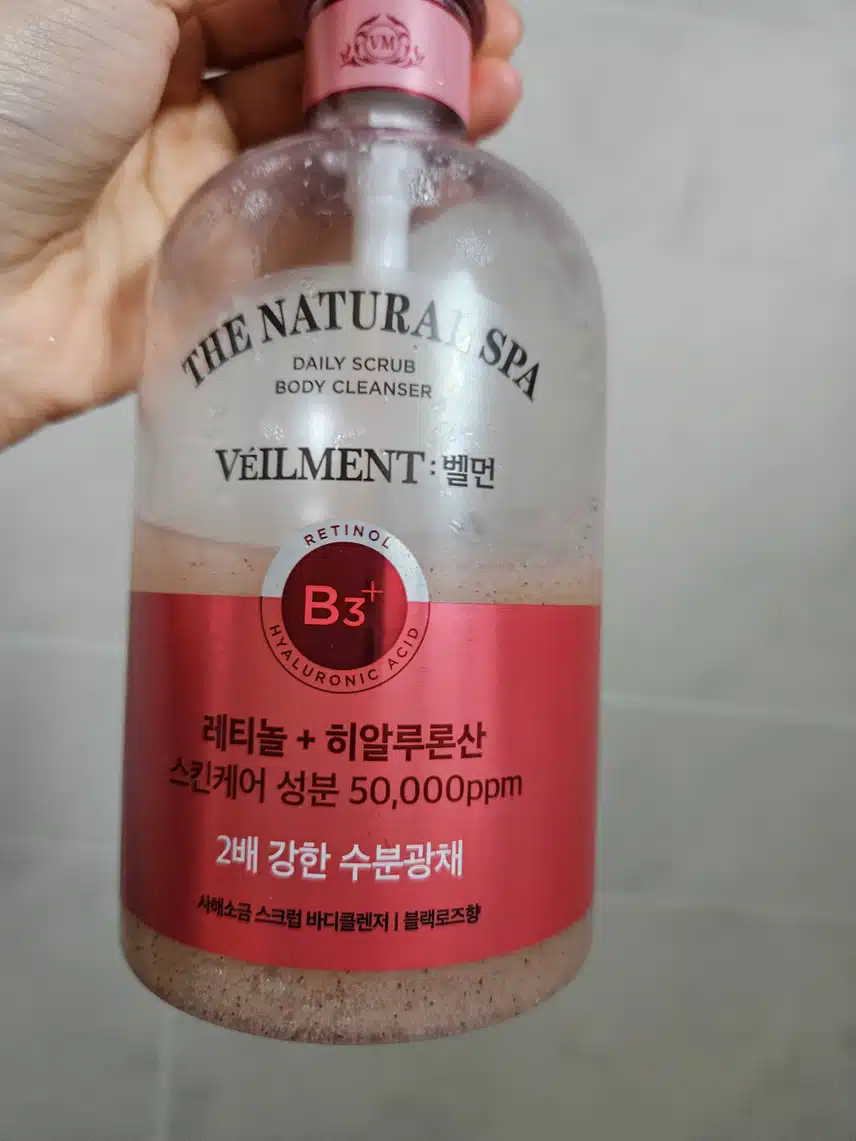 VM
THE NATURAL SPA
DAILY SCRUB
BODY CLEANSER
VÉILMENT : 벨먼
RETINOL
B3+
HYALURONIC ACID
레티놀 + 히알루론산
스킨케어 성분 50,000ppm
2배 강한 수분광채
사해소금 스크럽 바디클렌저 | 블랙로즈향